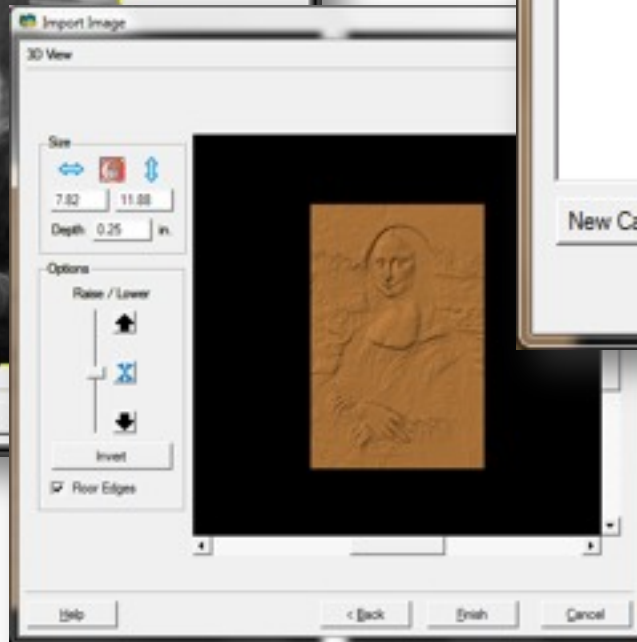 Import Image
3D View
Size
7.82 11.88
Depth 0.25 in.
Options
Raise / Lower
Invert
Floor Edges
Help < Back Finish Cancel
New Ca